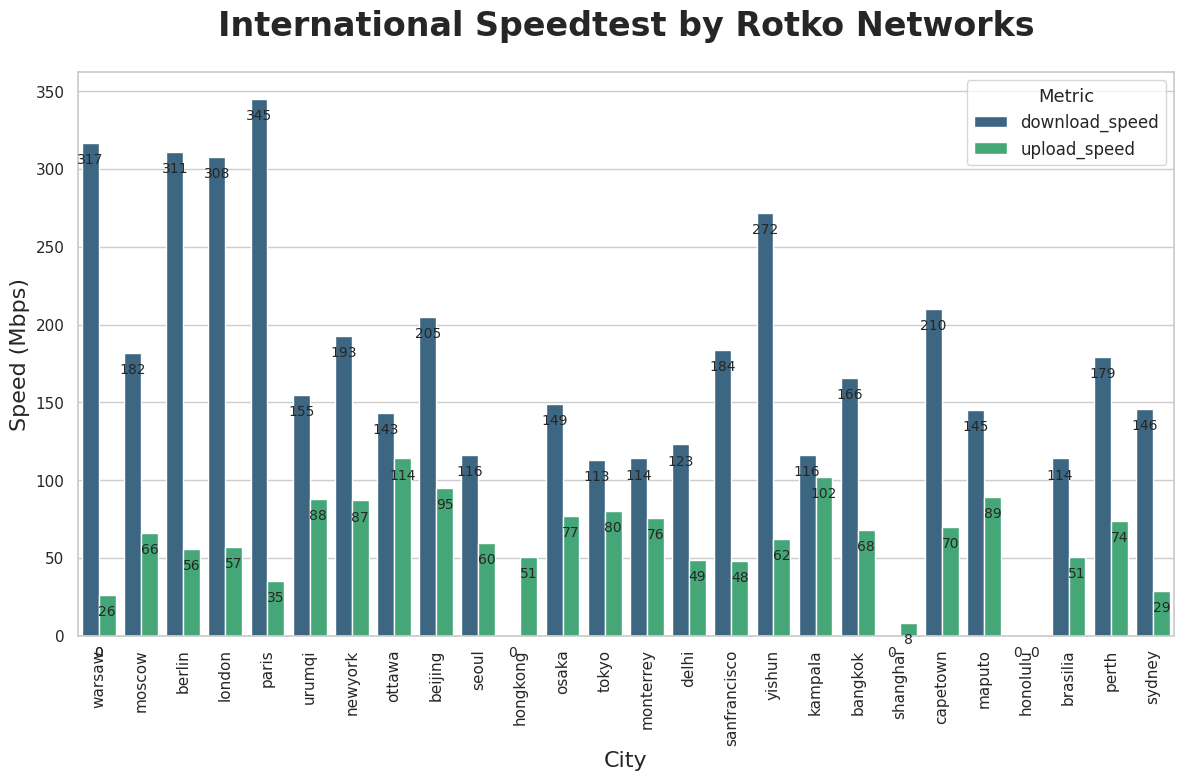 International Speedtest by Rotko Networks
Metric
download_speed
upload_speed
Speed (Mbps)
350
300
250
200
150
100
50
0
317
182
311
308
345
155
193
143
205
116
0
149
113
114
123
184
272
116
166
0
210
145
0
114
179
146
26
66
56
57
35
88
87
114
95
60
51
77
80
76
49
48
62
102
68
8
70
89
0
51
74
29
0
warsaw
moscow
berlin
london
paris
urumqi
newyork
ottawa
beijing
seoul
hongkong
osaka
tokyo
monterrey
delhi
sanfrancisco
yishun
kampala
bangkok
shanghai
capetown
maputo
honolulu
brasilia
perth
sydney
City